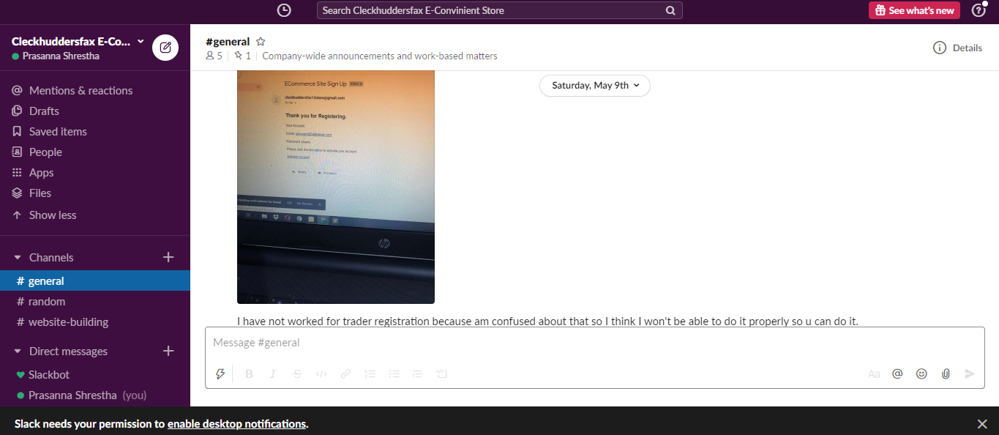 Search Cleckhuddersfax E-Convinient Store
See what's new
Cleckhuddersfax E-Co...
Prasanna Shrestha
Mentions & reactions
Drafts
Saved items
People
Apps
Files
Show less
Channels
# general
# random
# website-building
Direct messages
Slackbot
Prasanna Shrestha (you)
#general
5 | 1 | Company-wide announcements and work-based matters
Details
Saturday, May 9th
ECommerce Site Sign Up
cleckhuddersfax12store@gmail.com
to me
Thank you for Registering.
Your Account:
Email:
Password:
Please click the link below to activate your account
Activate Account
Reply
Forward
hp
I have not worked for trader registration because am confused about that so I think I won't be able to do it properly so u can do it.
Message #general
B I S </>
Aa @
Slack needs your permission to enable desktop notifications.